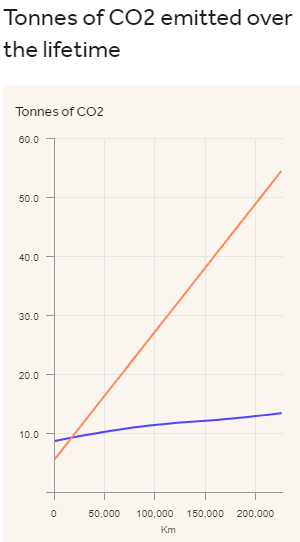 Tonnes of CO2 emitted over
the lifetime
Tonnes of CO2
60.0
50.0
40.0
30.0
20.0
10.0
0 50,000 100,000 150,000 200,000
Km